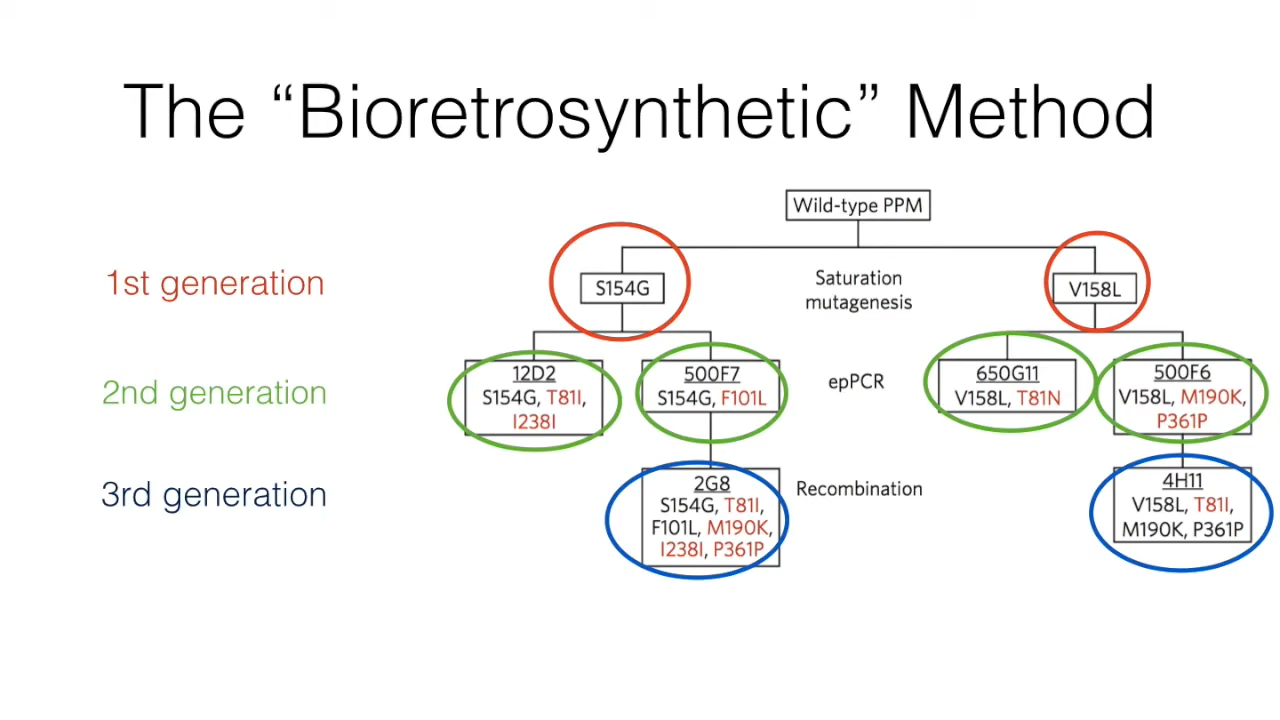 The “Bioretrosynthetic” Method
Wild-type PPM
1st generation
S154G
Saturation
mutagenesis
V158L
2nd generation
12D2
S154G, T81I,
I238I
500F7
S154G, F101L
epPCR
650G11
V158L, T81N
500F6
V158L, M190K,
P361P
3rd generation
2G8
S154G, T81I,
F101L, M190K,
I238I, P361P
Recombination
4H11
V158L, T81I,
M190K, P361P